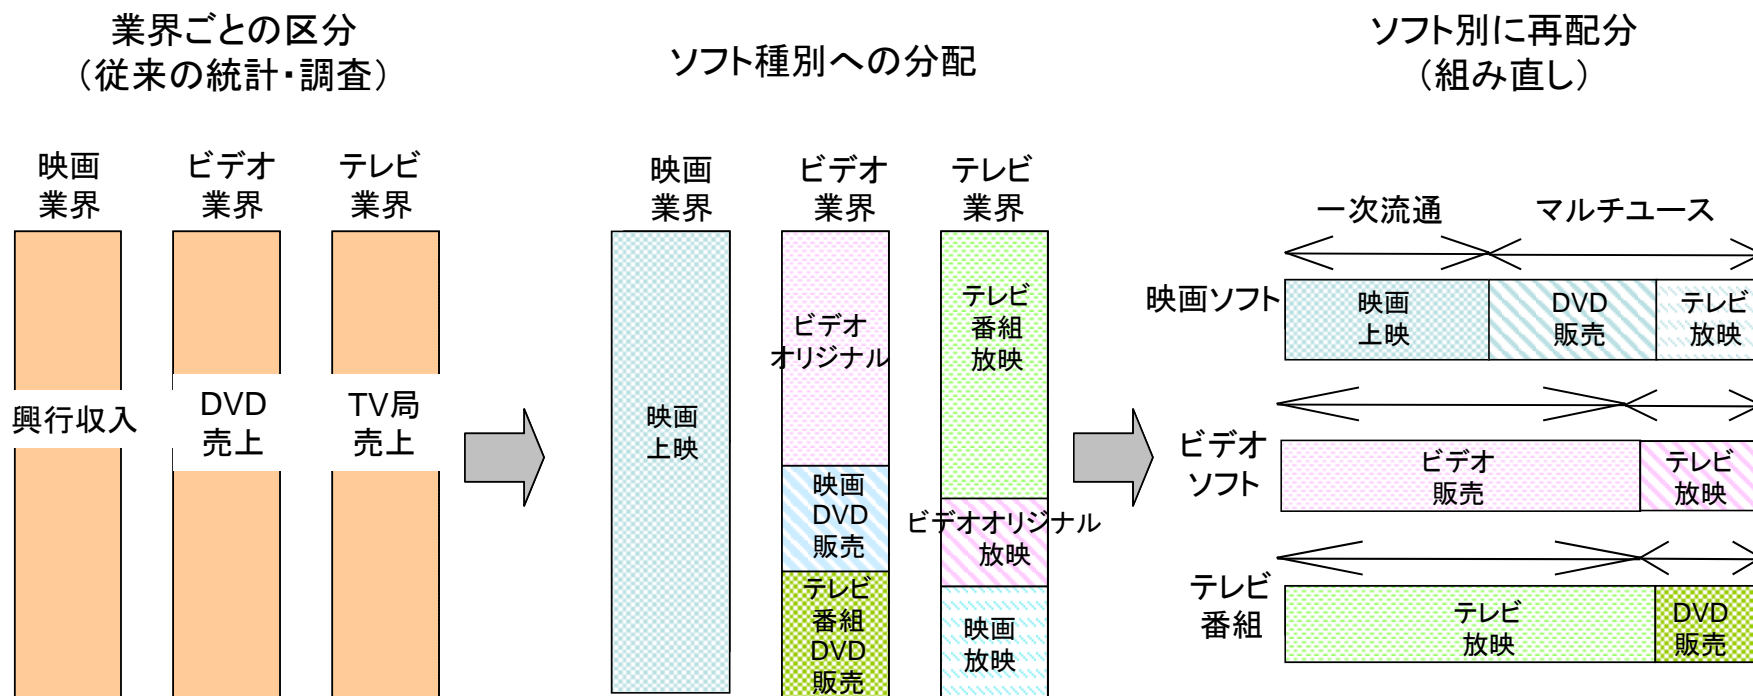 業界ごとの区分
（従来の統計・調査）
映画
業界
ビデオ
業界
テレビ
業界
興行収入
DVD
売上
TV局
売上
ソフト種別への分配
映画
業界
ビデオ
業界
テレビ
業界
映画
上映
ビデオ
オリジナル
映画
DVD
販売
テレビ
番組
DVD
販売
テレビ
番組
放映
ビデオオリジナル
放映
映画
放映
ソフト別に再配分
（組み直し）
一次流通
マルチユース
映画ソフト
映画
上映
DVD
販売
テレビ
放映
ビデオ
ソフト
ビデオ
販売
テレビ
放映
テレビ
番組
テレビ
放映
DVD
販売